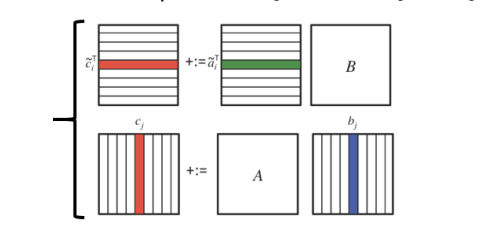 c̃ᵢᵀ +:= ãᵢᵀ B
cⱼ bⱼ
+:= A